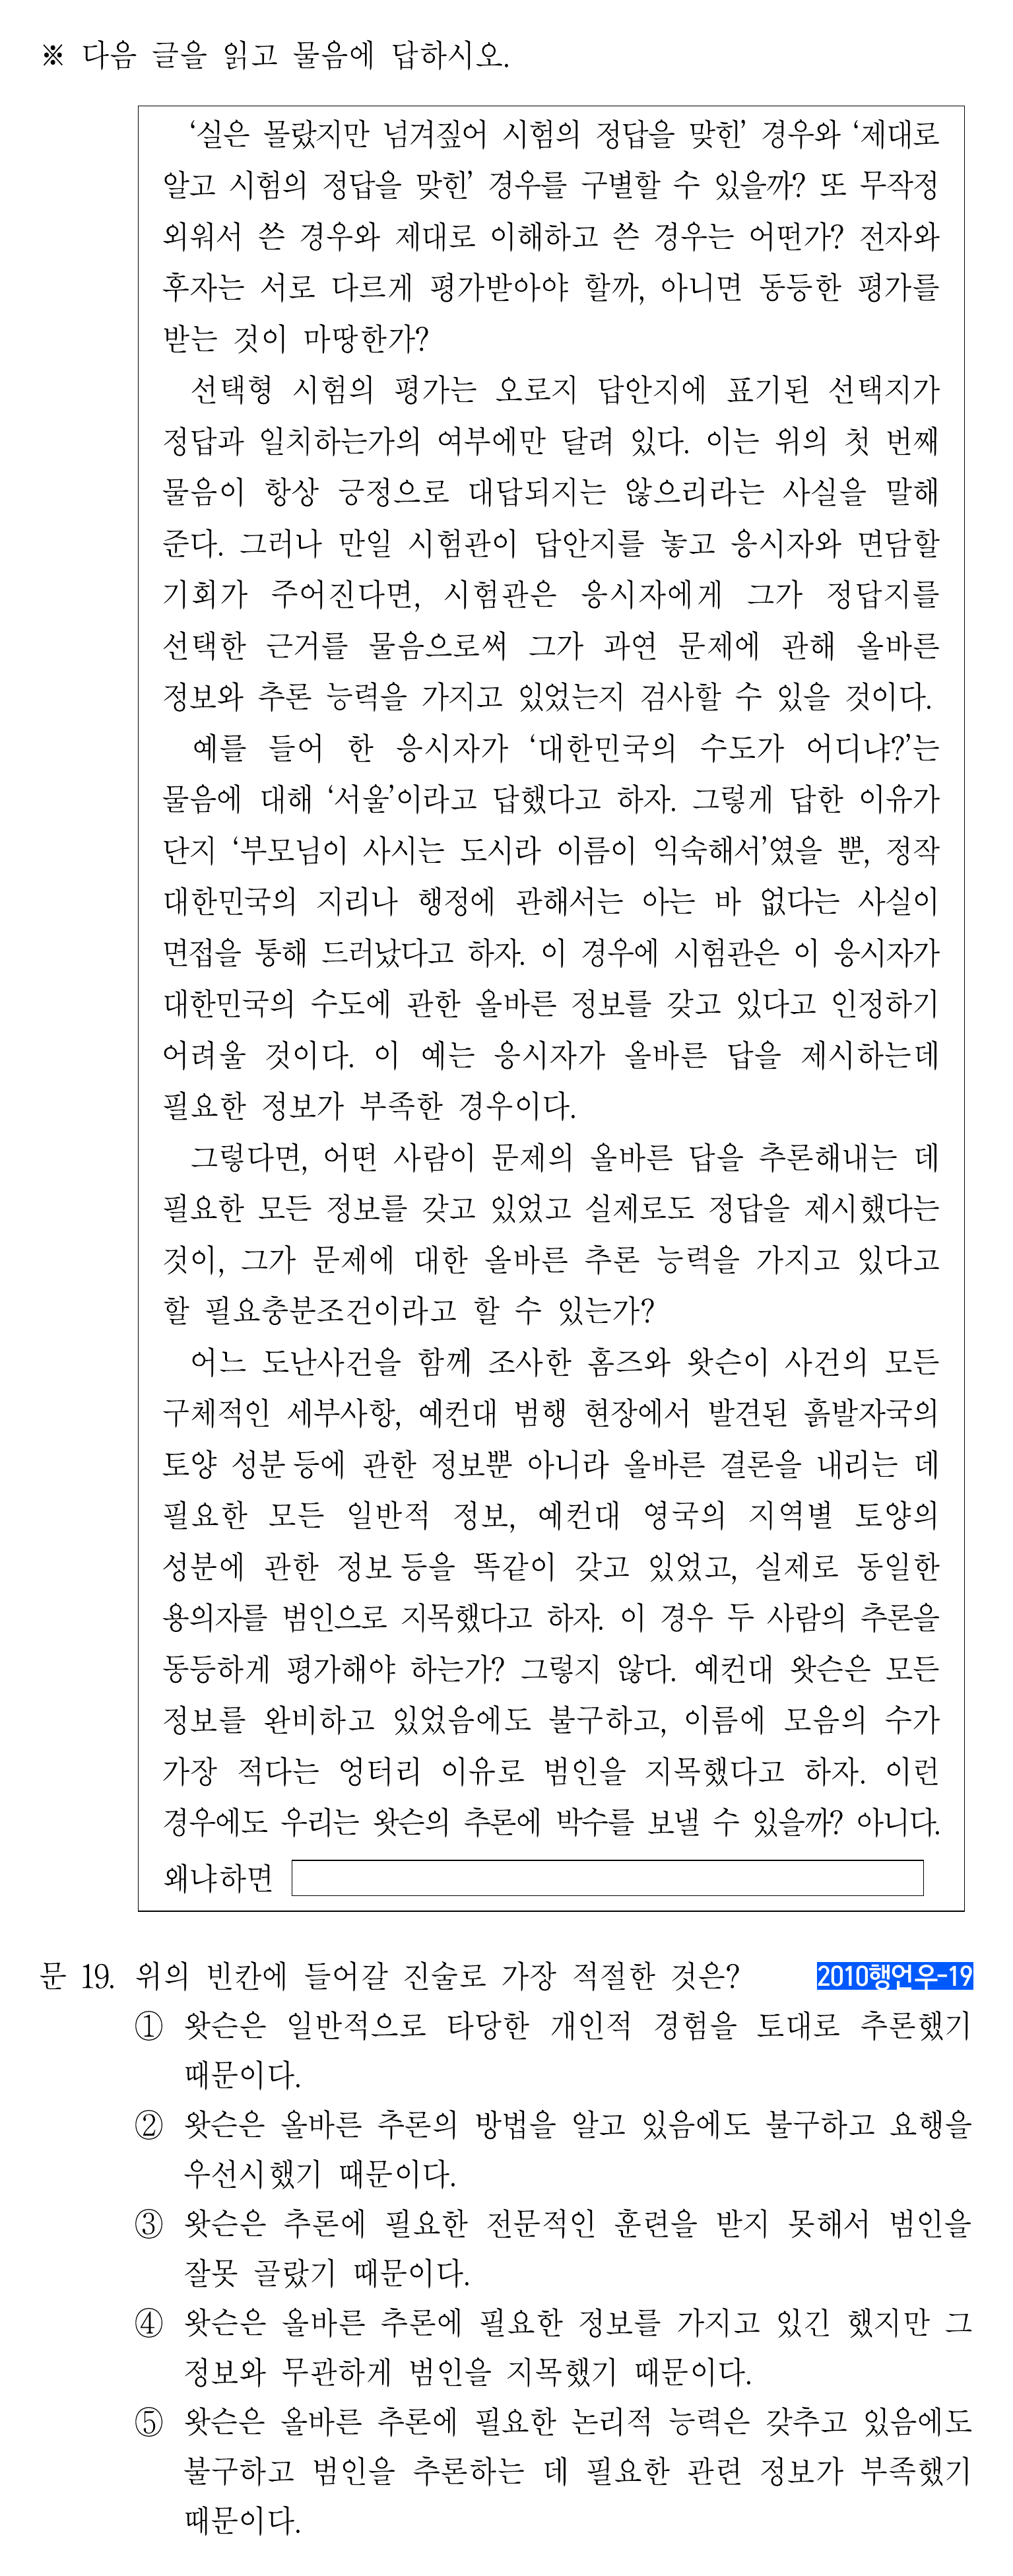 ※ 다음 글을 읽고 물음에 답하시오.
‘실은 몰랐지만 넘겨짚어 시험의 정답을 맞힌’ 경우와 ‘제대로
알고 시험의 정답을 맞힌’ 경우를 구별할 수 있을까? 또 무작정
외워서 쓴 경우와 제대로 이해하고 쓴 경우는 어떤가? 전자와
후자는 서로 다르게 평가받아야 할까, 아니면 동등한 평가를
받는 것이 마땅한가?
선택형 시험의 평가는 오로지 답안지에 표기된 선택지가
정답과 일치하는가의 여부에만 달려 있다. 이는 위의 첫 번째
물음이 항상 긍정으로 대답되지는 않으리라는 사실을 말해
준다. 그러나 만일 시험관이 답안지를 놓고 응시자와 면담할
기회가 주어진다면, 시험관은 응시자에게 그가 정답지를
선택한 근거를 물음으로써 그가 과연 문제에 관해 올바른
정보와 추론 능력을 가지고 있었는지 검사할 수 있을 것이다.
예를 들어 한 응시자가 ‘대한민국의 수도가 어디냐?’는
물음에 대해 ‘서울’이라고 답했다고 하자. 그렇게 답한 이유가
단지 ‘부모님이 사시는 도시라 이름이 익숙해서’였을 뿐, 정작
대한민국의 지리나 행정에 관해서는 아는 바 없다는 사실이
면접을 통해 드러났다고 하자. 이 경우에 시험관은 이 응시자가
대한민국의 수도에 관한 올바른 정보를 갖고 있다고 인정하기
어려울 것이다. 이 예는 응시자가 올바른 답을 제시하는데
필요한 정보가 부족한 경우이다.
그렇다면, 어떤 사람이 문제의 올바른 답을 추론해내는 데
필요한 모든 정보를 갖고 있었고 실제로도 정답을 제시했다는
것이, 그가 문제에 대한 올바른 추론 능력을 가지고 있다고
할 필요충분조건이라고 할 수 있는가?
어느 도난사건을 함께 조사한 홈즈와 왓슨이 사건의 모든
구체적인 세부사항, 예컨대 범행 현장에서 발견된 흙발자국의
토양 성분 등에 관한 정보뿐 아니라 올바른 결론을 내리는 데
필요한 모든 일반적 정보, 예컨대 영국의 지역별 토양의
성분에 관한 정보 등을 똑같이 갖고 있었고, 실제로 동일한
용의자를 범인으로 지목했다고 하자. 이 경우 두 사람의 추론을
동등하게 평가해야 하는가? 그렇지 않다. 예컨대 왓슨은 모든
정보를 완비하고 있었음에도 불구하고, 이름에 모음의 수가
가장 적다는 엉터리 이유로 범인을 지목했다고 하자. 이런
경우에도 우리는 왓슨의 추론에 박수를 보낼 수 있을까? 아니다.
왜냐하면
문 19. 위의 빈칸에 들어갈 진술로 가장 적절한 것은? 2010행언우-19
① 왓슨은 일반적으로 타당한 개인적 경험을 토대로 추론했기
때문이다.
② 왓슨은 올바른 추론의 방법을 알고 있음에도 불구하고 요행을
우선시했기 때문이다.
③ 왓슨은 추론에 필요한 전문적인 훈련을 받지 못해서 범인을
잘못 골랐기 때문이다.
④ 왓슨은 올바른 추론에 필요한 정보를 가지고 있긴 했지만 그
정보와 무관하게 범인을 지목했기 때문이다.
⑤ 왓슨은 올바른 추론에 필요한 논리적 능력은 갖추고 있음에도
불구하고 범인을 추론하는 데 필요한 관련 정보가 부족했기
때문이다.